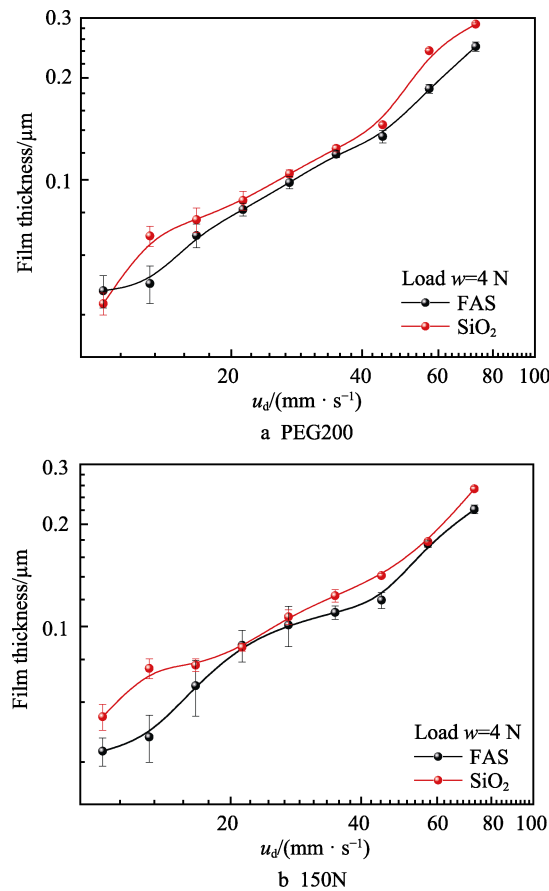 0.3
0.2
0.1
Film thickness/μm
Load w=4 N
FAS
SiO₂
20 40 60 80 100
u_d/(mm · s⁻¹)
a PEG200
0.3
0.2
0.1
Film thickness/μm
Load w=4 N
FAS
SiO₂
20 40 60 80 100
u_d/(mm · s⁻¹)
b 150N